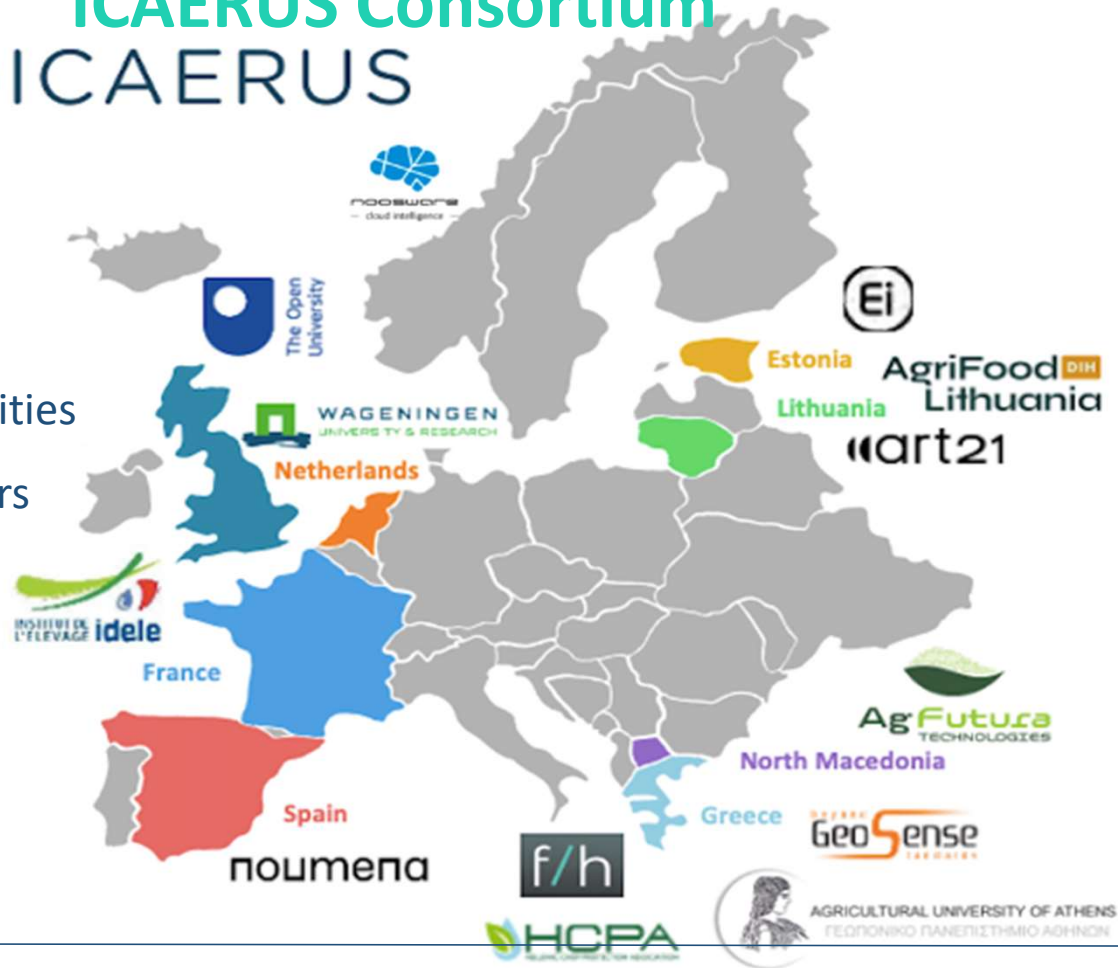 ICAERUS Consortium
ICAERUS
noosware
cloud intelligence
The Open
University
Ei
Estonia
AgriFood DIH
Lithuania
Lithuania
art21
WAGENINGEN
UNIVERSITY & RESEARCH
Netherlands
ities
rs
INSTITUT DE
L'ELEVAGE idele
France
AgFutura
TECHNOLOGIES
North Macedonia
Spain
Greece
GeoSense
noumena
f/h
AGRICULTURAL UNIVERSITY OF ATHENS
ΓΕΩΠΟΝΙΚΟ ΠΑΝΕΠΙΣΤΗΜΙΟ ΑΘΗΝΩΝ
HCPA